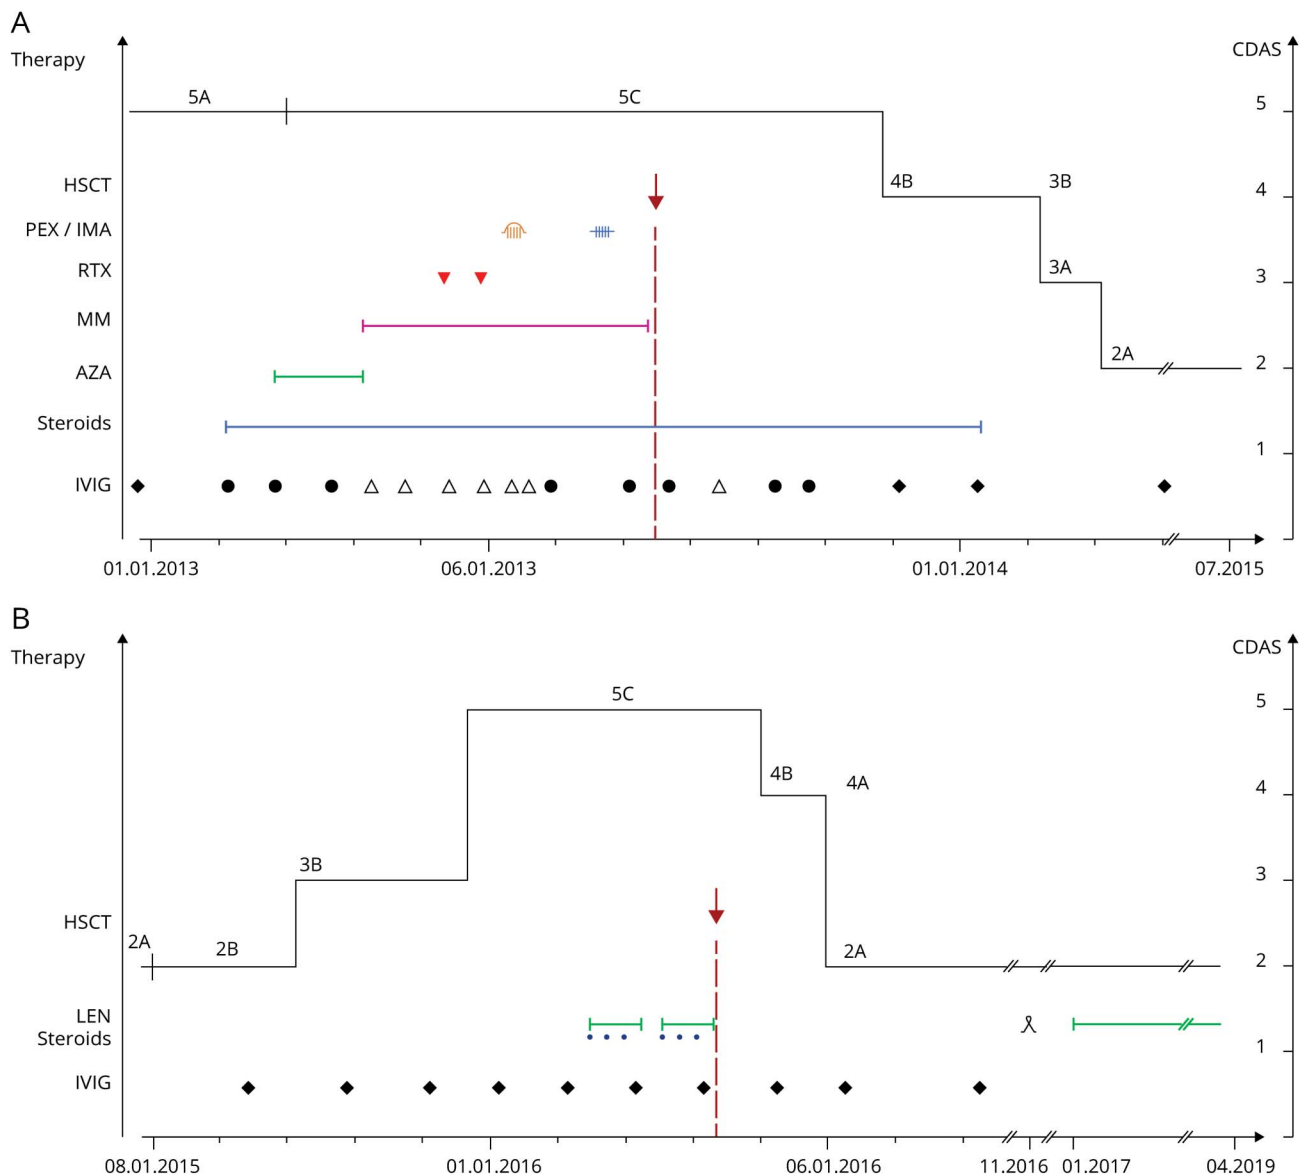 A
Therapy
CDAS
5A
5C
5
HSCT
4B
3B
4
PEX / IMA
RTX
3A
3
MM
2A
2
AZA
Steroids
1
IVIG
01.01.2013
06.01.2013
01.01.2014
07.2015
B
Therapy
CDAS
5C
5
4B
4A
4
3B
3
HSCT
2A
2B
2A
2
LEN
Steroids
1
IVIG
08.01.2015
01.01.2016
06.01.2016
11.2016
01.2017
04.2019